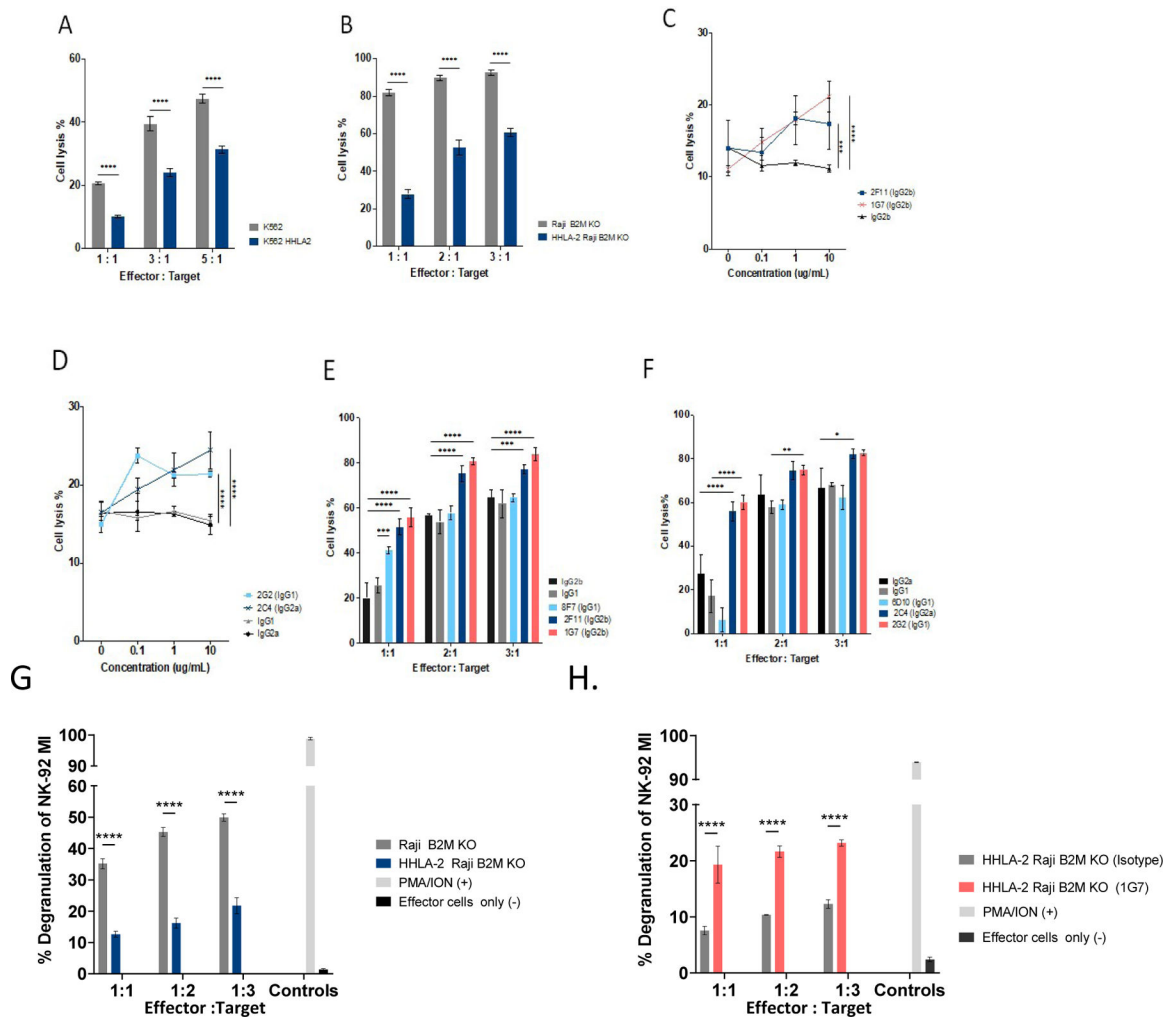 A
60
40
20
0
Cell lysis %
****
****
****
1 : 1
3 : 1
5 : 1
Effector : Target
K562
K562 HHLA2
B
100
80
60
40
20
0
Cell lysis %
****
****
****
1 : 1
2 : 1
3 : 1
Effector : Target
Raji B2M KO
HHLA-2 Raji B2M KO
C
30
20
10
0
Cell lysis %
***
****
0
0.1
1
10
Concentration (ug/mL)
2F11 (IgG2b)
1G7 (IgG2b)
IgG2b
D
30
20
10
0
Cell lysis %
****
****
0
0.1
1
10
Concentration (ug/mL)
2G2 (IgG1)
2C4 (IgG2a)
IgG1
IgG2a
E
100
80
60
40
20
0
Cell lysis %
****
****
***
****
****
****
***
1:1
2:1
3:1
Effector : Target
IgG2b
IgG1
8F7 (IgG1)
2F11 (IgG2b)
1G7 (IgG2b)
F
100
80
60
40
20
0
Cell lysis%
****
****
**
*
1:1
2:1
3:1
Effector : Target
IgG2a
IgG1
6D10 (IgG1)
2C4 (IgG2a)
2G2 (IgG1)
G
% Degranulation of NK-92 MI
100
90
60
50
40
30
20
10
0
****
****
****
1:1
1:2
1:3
Controls
Effector :Target
Raji B2M KO
HHLA-2 Raji B2M KO
PMA/ION (+)
Effector cells only (-)
H.
% Degranulation of NK-92 MI
100
90
30
20
10
0
****
****
****
1:1
1:2
1:3
Controls
Effector :Target
HHLA-2 Raji B2M KO (Isotype)
HHLA-2 Raji B2M KO (1G7)
PMA/ION (+)
Effector cells only (-)